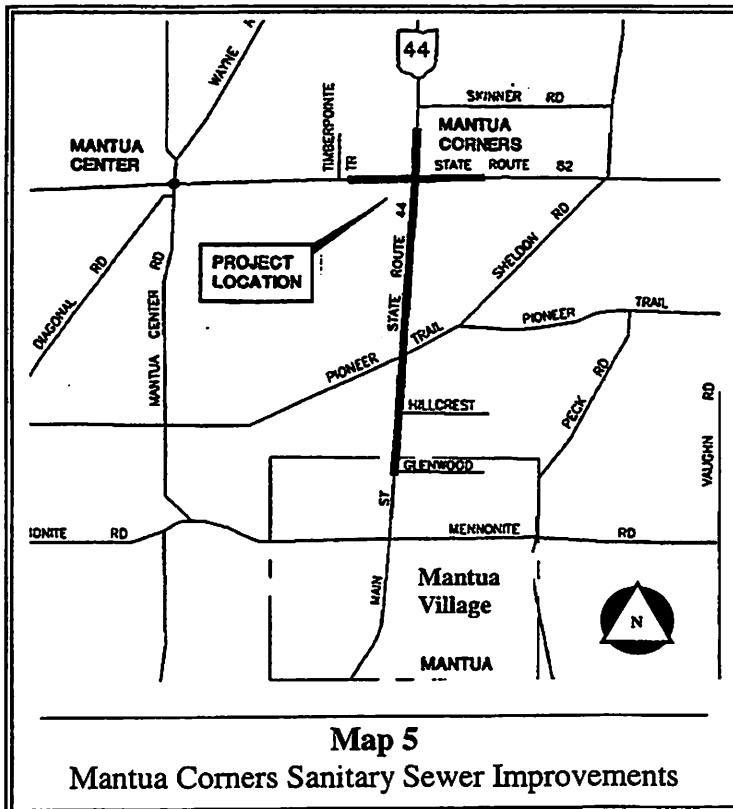 WAYNE
44
SKINNER RD
TIMBERPOINTE
TR
MANTUA
CORNERS
MANTUA
CENTER
STATE ROUTE 82
PROJECT
LOCATION
STATE ROUTE 44
SHELDON RD
DIAGONAL RD
MANTUA CENTER RD
PIONEER TRAIL
PIONEER TRAIL
PECK RD
VAUGHN RD
HILLCREST
GLENWOOD
MAIN ST
IONITE RD
MENNONITE RD
Mantua
Village
N
MANTUA
Map 5
Mantua Corners Sanitary Sewer Improvements